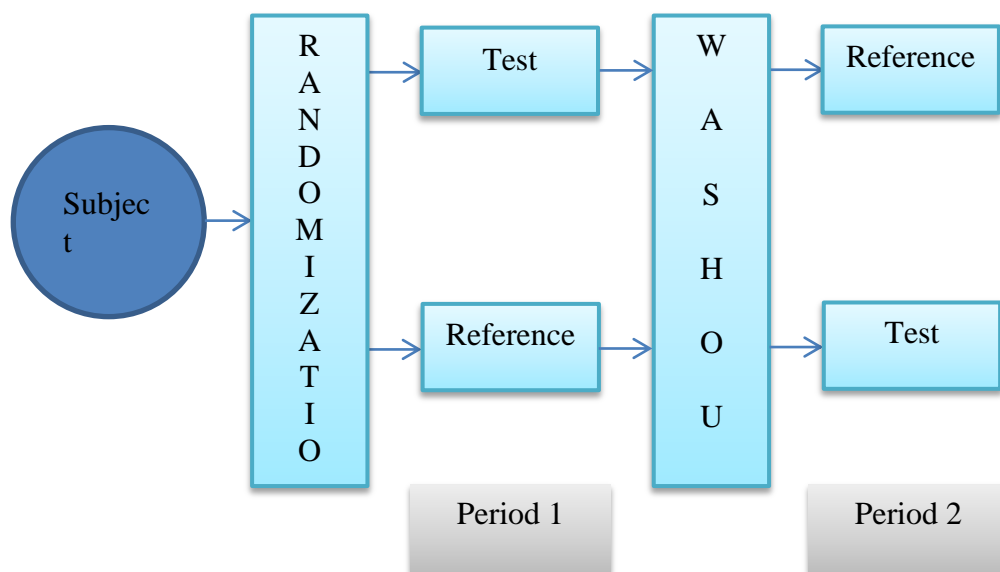 Subjec
t
R
A
N
D
O
M
I
Z
A
T
I
O
Test
Reference
W
A
S
H
O
U
Reference
Test
Period 1
Period 2